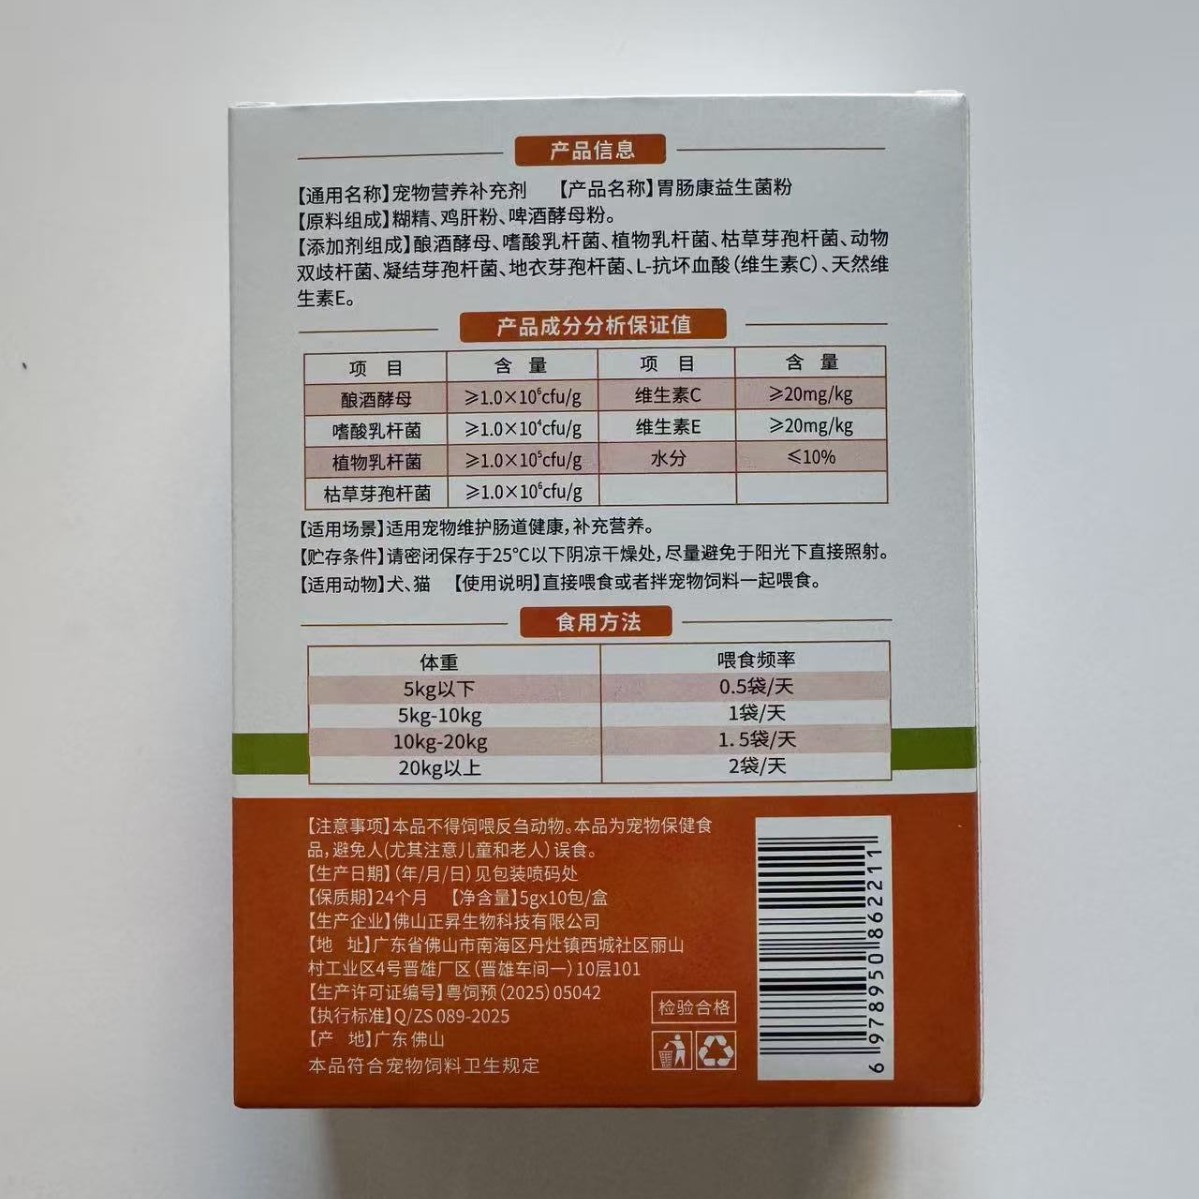 产品信息
【通用名称】宠物营养补充剂 【产品名称】胃肠康益生菌粉
【原料组成】糊精、鸡肝粉、啤酒酵母粉。
【添加剂组成】酿酒酵母、嗜酸乳杆菌、植物乳杆菌、枯草芽孢杆菌、动物
双歧杆菌、凝结芽孢杆菌、地衣芽孢杆菌、L-抗坏血酸（维生素C）、天然维
生素E。
产品成分分析保证值
项 目 含 量 项 目 含 量
酿酒酵母 ≥1.0×10⁶cfu/g 维生素C ≥20mg/kg
嗜酸乳杆菌 ≥1.0×10⁴cfu/g 维生素E ≥20mg/kg
植物乳杆菌 ≥1.0×10⁵cfu/g 水分 ≤10%
枯草芽孢杆菌 ≥1.0×10⁶cfu/g
【适用场景】适用宠物维护肠道健康，补充营养。
【贮存条件】请密闭保存于25℃以下阴凉干燥处，尽量避免于阳光下直接照射。
【适用动物】犬、猫 【使用说明】直接喂食或者拌宠物饲料一起喂食。
食用方法
体重 喂食频率
5kg以下 0.5袋/天
5kg-10kg 1袋/天
10kg-20kg 1.5袋/天
20kg以上 2袋/天
【注意事项】本品不得饲喂反刍动物。本品为宠物保健食
品，避免人(尤其注意儿童和老人）误食。
【生产日期】（年/月/日）见包装喷码处
【保质期】24个月 【净含量】5gx10包/盒
【生产企业】佛山正昇生物科技有限公司
【地 址】广东省佛山市南海区丹灶镇西城社区丽山
村工业区4号晋雄厂区（晋雄车间一）10层101
【生产许可证编号】粤饲预（2025）05042
【执行标准】Q/ZS 089-2025
【产 地】广东佛山
本品符合宠物饲料卫生规定
检验合格
6 978950 862211